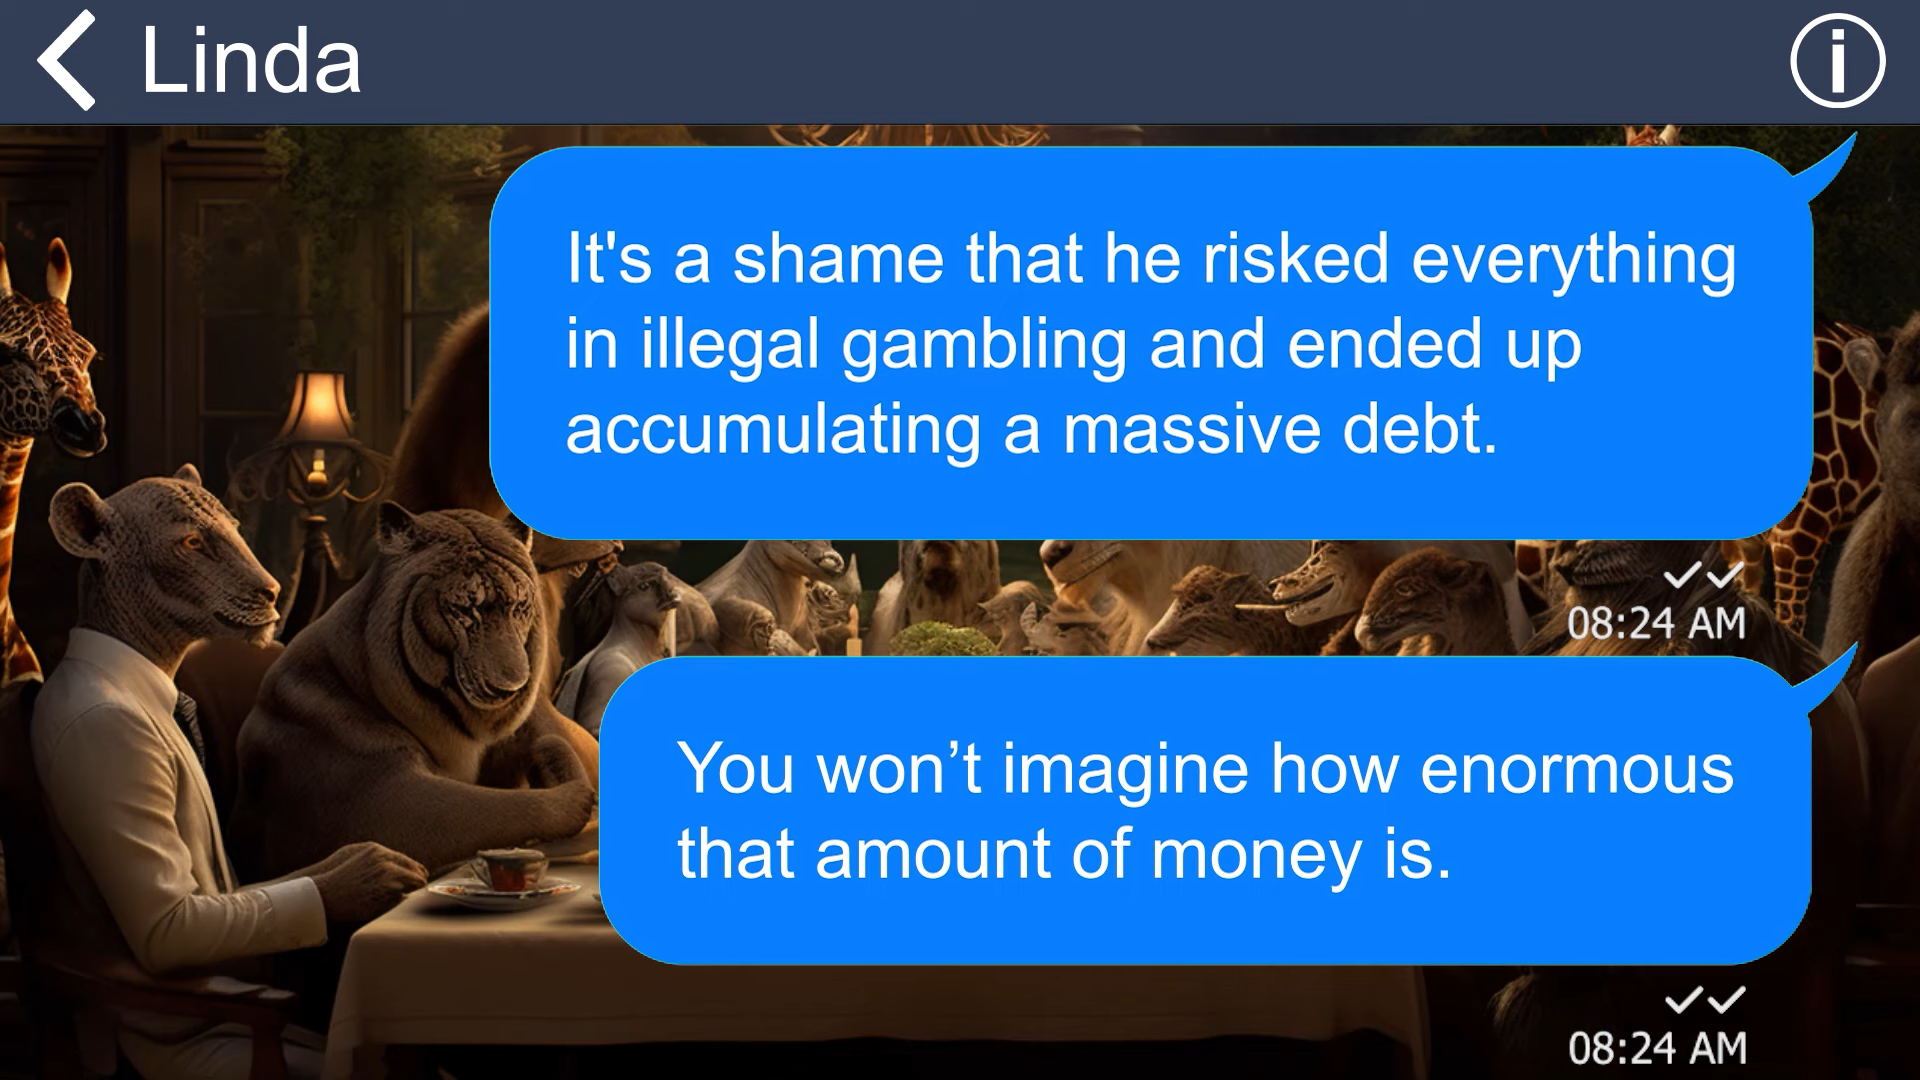 Linda
It's a shame that he risked everything
in illegal gambling and ended up
accumulating a massive debt.
08:24 AM
You won’t imagine how enormous
that amount of money is.
08:24 AM